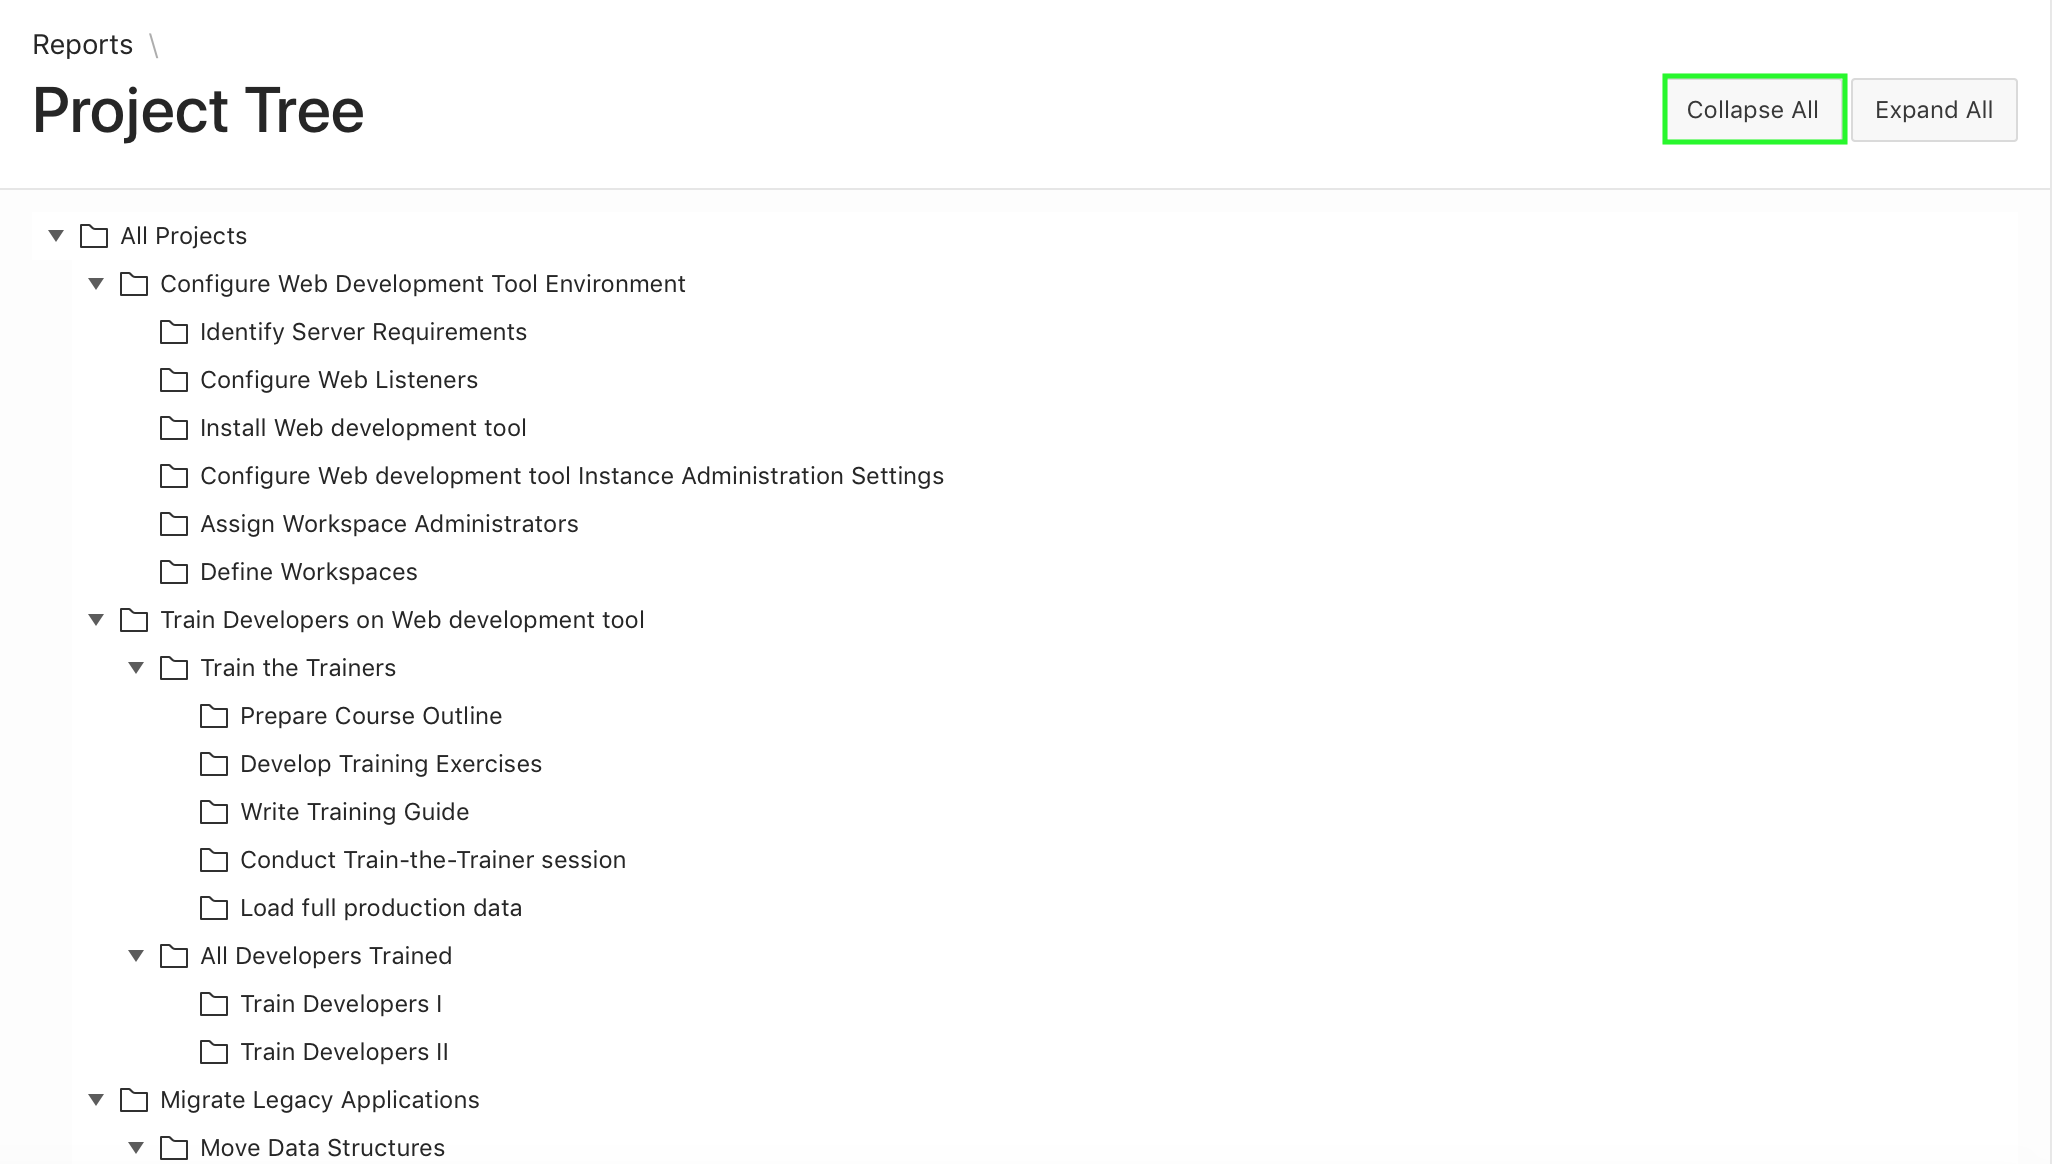 Reports \
Project Tree
Collapse All
Expand All
All Projects
Configure Web Development Tool Environment
Identify Server Requirements
Configure Web Listeners
Install Web development tool
Configure Web development tool Instance Administration Settings
Assign Workspace Administrators
Define Workspaces
Train Developers on Web development tool
Train the Trainers
Prepare Course Outline
Develop Training Exercises
Write Training Guide
Conduct Train-the-Trainer session
Load full production data
All Developers Trained
Train Developers I
Train Developers II
Migrate Legacy Applications
Move Data Structures